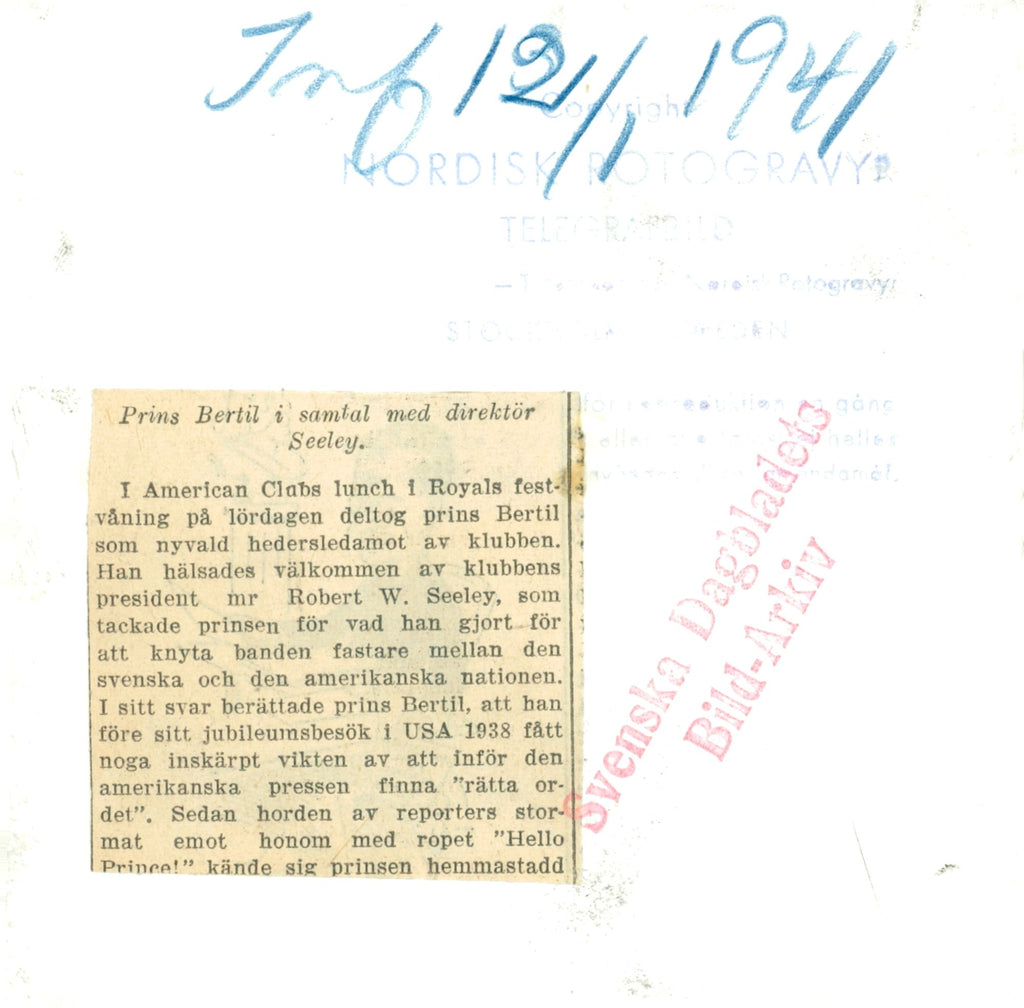 Inf 12/1, 1941
Copyright
NORDISK ROTOGRAVYR
TELEGRAFBILD
Rotogravyr
STOCKHOLM SWEDEN
Prins Bertil i samtal med direktör
Seeley.
I American Clubs lunch i Royals fest-
våning på lördagen deltog prins Bertil
som nyvald hedersledamot av klubben.
Han hälsades välkommen av klubbens
president mr Robert W. Seeley, som
tackade prinsen för vad han gjort för
att knyta banden fastare mellan den
svenska och den amerikanska nationen.
I sitt svar berättade prins Bertil, att han
före sitt jubileumsbesök i USA 1938 fått
noga inskärpt vikten av att inför den
amerikanska pressen finna "rätta or-
det". Sedan horden av reporters stor-
mat emot honom med ropet "Hello
Prince!" kände sig prinsen hemmastadd
Svenska Dagbladets
Bild-Arkiv